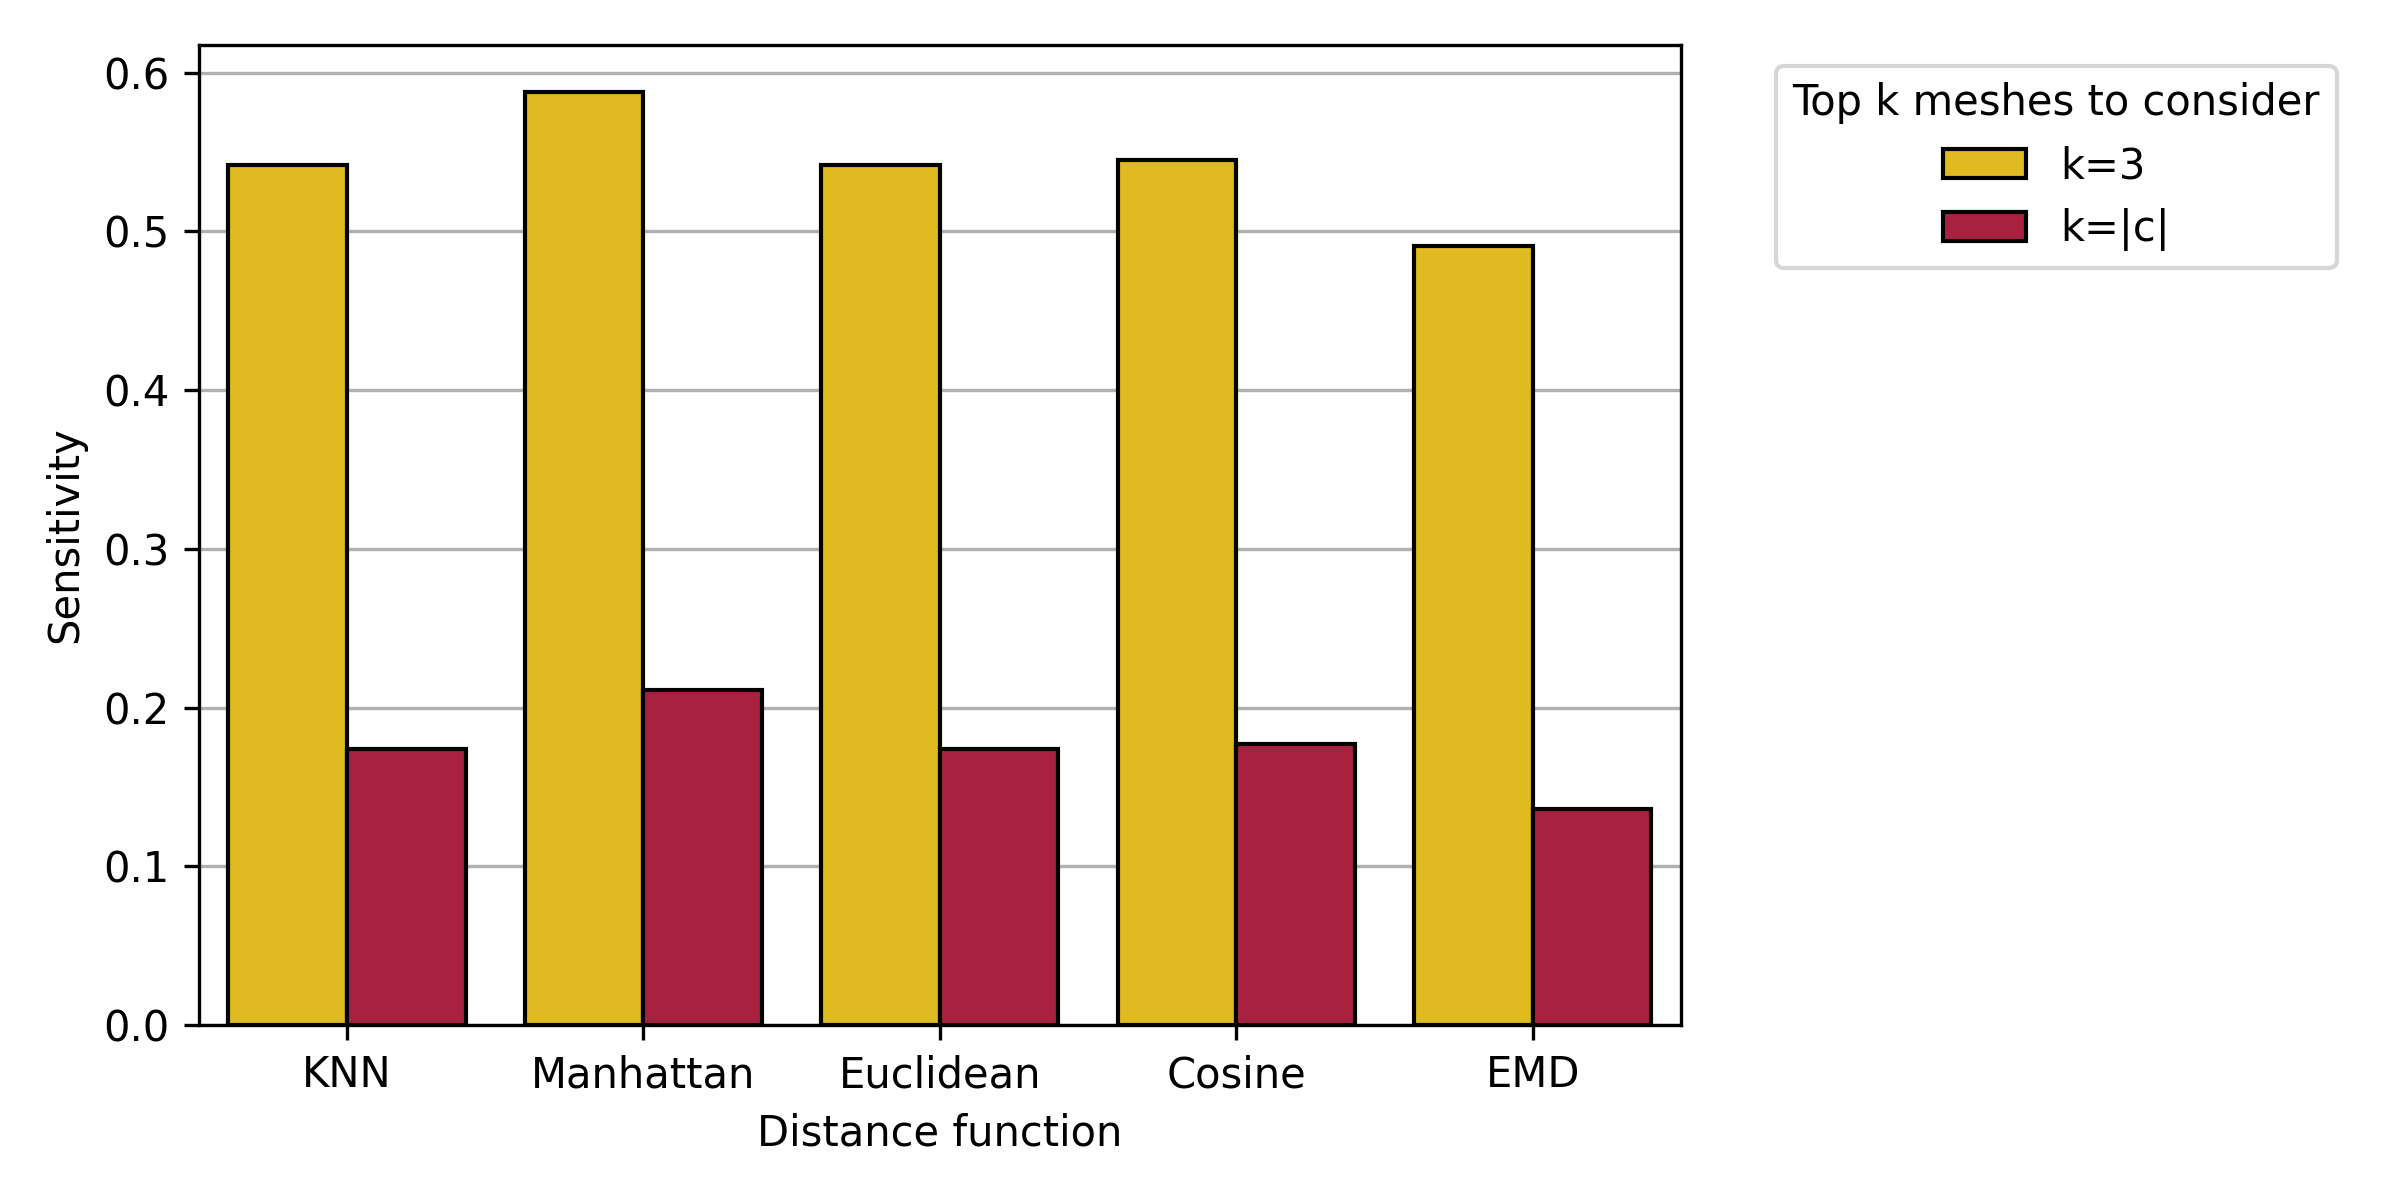 0.6
0.5
0.4
0.3
0.2
0.1
0.0
Sensitivity
KNN Manhattan Euclidean Cosine EMD
Distance function
Top k meshes to consider
k=3
k=|c|